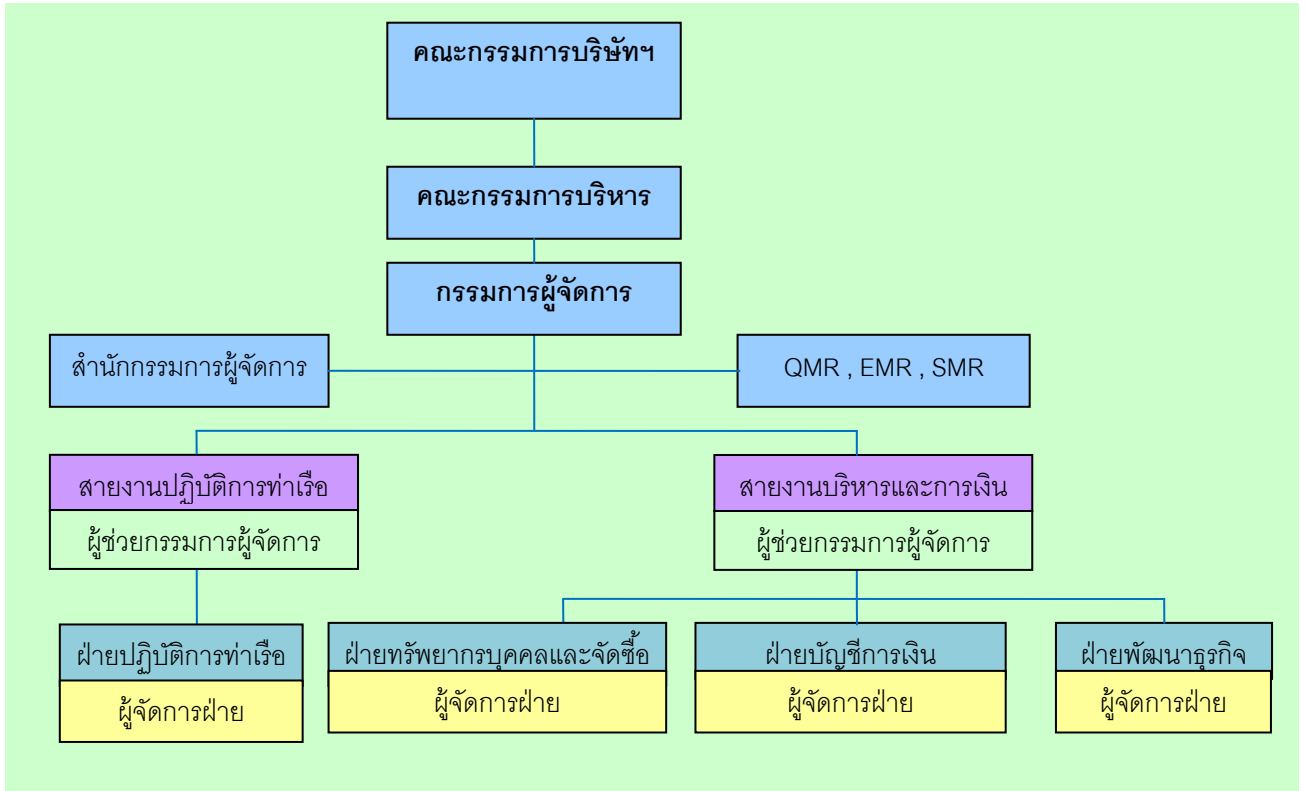 คณะกรรมการบริษัทฯ
คณะกรรมการบริหาร
กรรมการผู้จัดการ
สำนักกรรมการผู้จัดการ
QMR , EMR , SMR
สายงานปฏิบัติการท่าเรือ
ผู้ช่วยกรรมการผู้จัดการ
สายงานบริหารและการเงิน
ผู้ช่วยกรรมการผู้จัดการ
ฝ่ายปฏิบัติการท่าเรือ
ผู้จัดการฝ่าย
ฝ่ายทรัพยากรบุคคลและจัดซื้อ
ผู้จัดการฝ่าย
ฝ่ายบัญชีการเงิน
ผู้จัดการฝ่าย
ฝ่ายพัฒนาธุรกิจ
ผู้จัดการฝ่าย